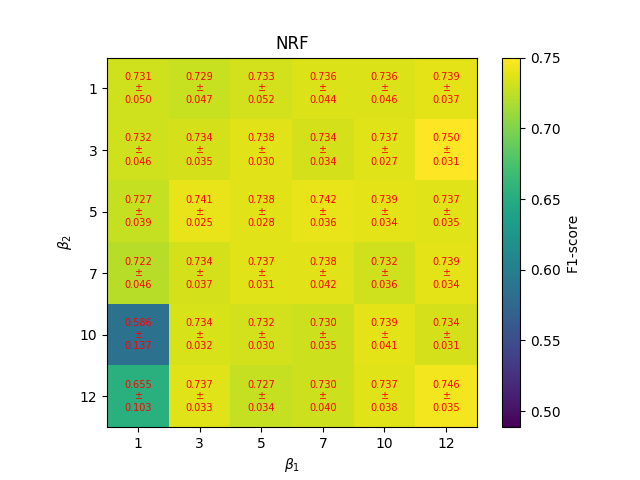 NRF
0.731 0.729 0.733 0.736 0.736 0.739
± ± ± ± ± ±
0.050 0.047 0.052 0.044 0.046 0.037
1
0.732 0.734 0.738 0.734 0.737 0.750
± ± ± ± ± ±
0.046 0.035 0.030 0.034 0.027 0.031
3
0.727 0.741 0.738 0.742 0.739 0.737
± ± ± ± ± ±
0.039 0.025 0.028 0.036 0.034 0.035
5
0.722 0.734 0.737 0.738 0.732 0.739
± ± ± ± ± ±
0.046 0.037 0.031 0.042 0.036 0.034
7
0.586 0.734 0.732 0.730 0.739 0.734
± ± ± ± ± ±
0.137 0.032 0.030 0.035 0.041 0.031
10
0.655 0.737 0.727 0.730 0.737 0.746
± ± ± ± ± ±
0.103 0.033 0.034 0.040 0.038 0.035
12
β2
1 3 5 7 10 12
β1
0.75
0.70
0.65
0.60
0.55
0.50
F1-score